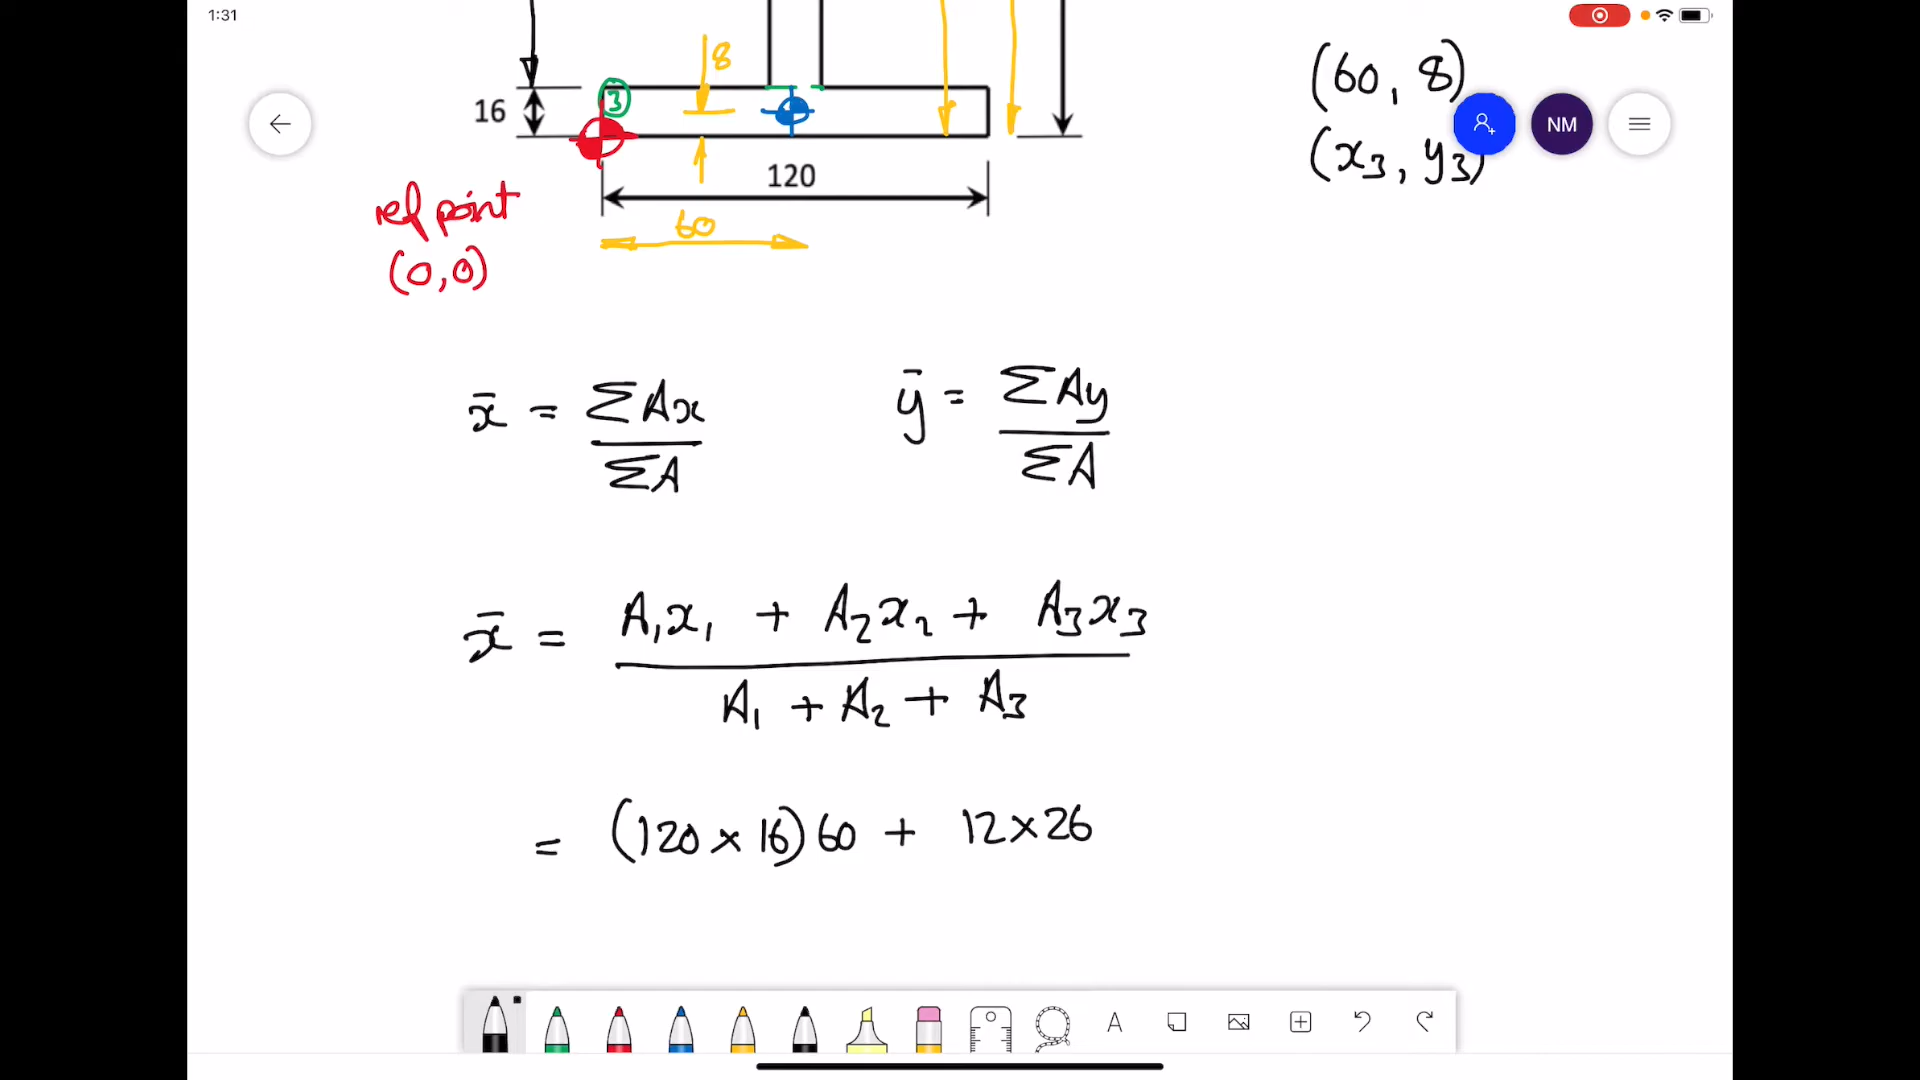 1:31
8
(60, 8)
3
16
NM
(x₃, y₃)
120
ref point
60
(0,0)
x̄ = ΣAx / ΣA
ȳ = ΣAy / ΣA
x̄ = A₁x₁ + A₂x₂ + A₃x₃ / A₁ + A₂ + A₃
= (120 × 16) 60 + 12×26
A